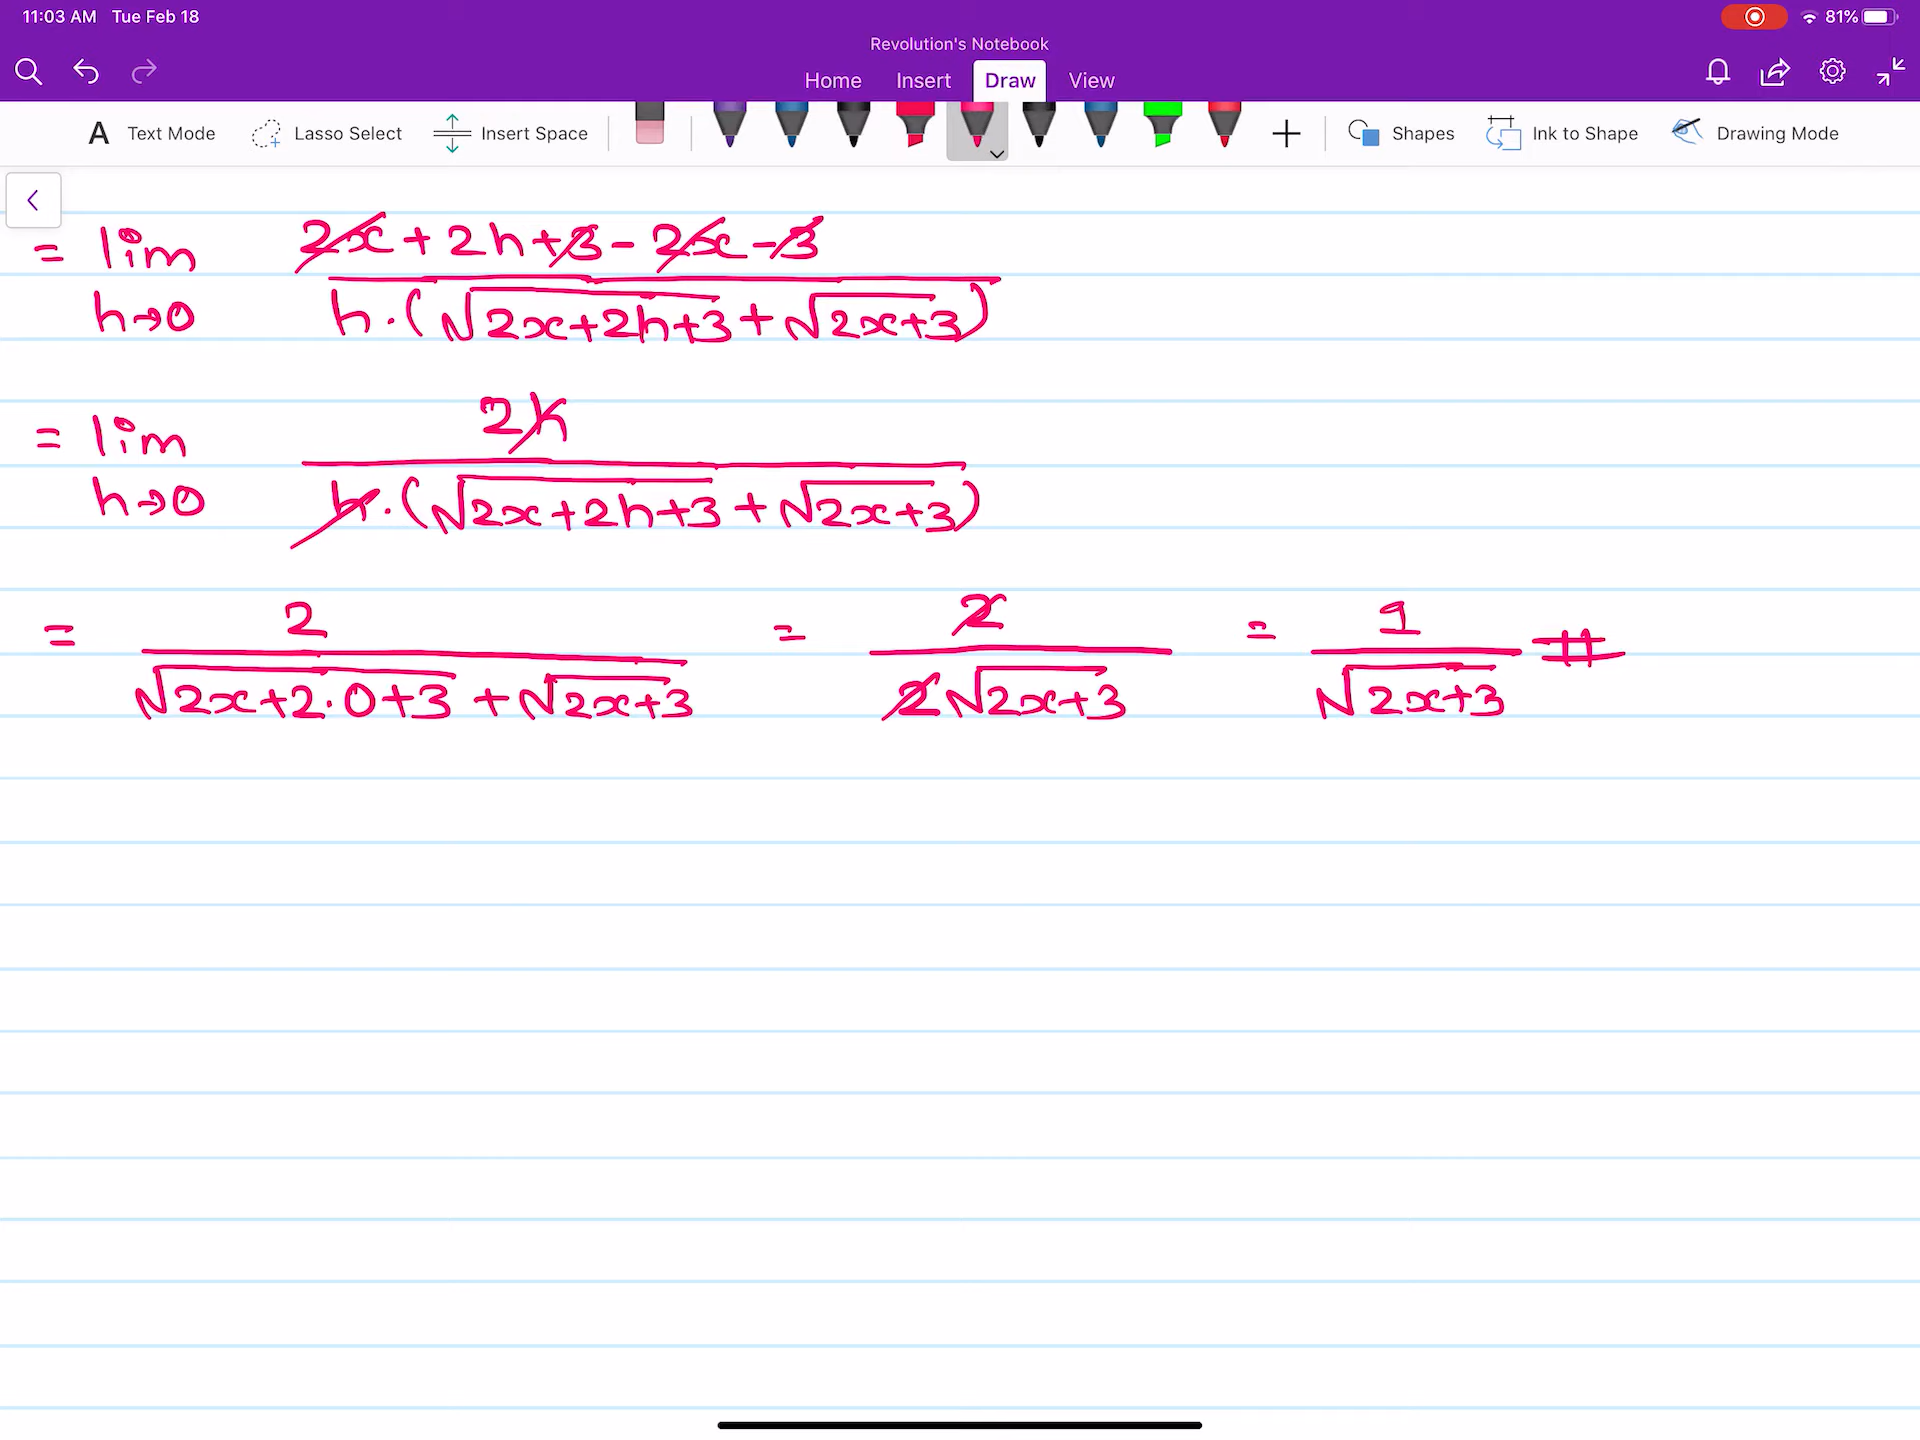 11:03 AM Tue Feb 18 81%
Revolution's Notebook
Home Insert Draw View
A Text Mode Lasso Select Insert Space Shapes Ink to Shape Drawing Mode
= lim 2x + 2h + 3 - 2x - 3
h→0 h·(√2x+2h+3 + √2x+3)
= lim 2h
h→0 h·(√2x+2h+3 + √2x+3)
= 2 = 2 = 1 #
√2x+2·0+3 + √2x+3 2√2x+3 √2x+3